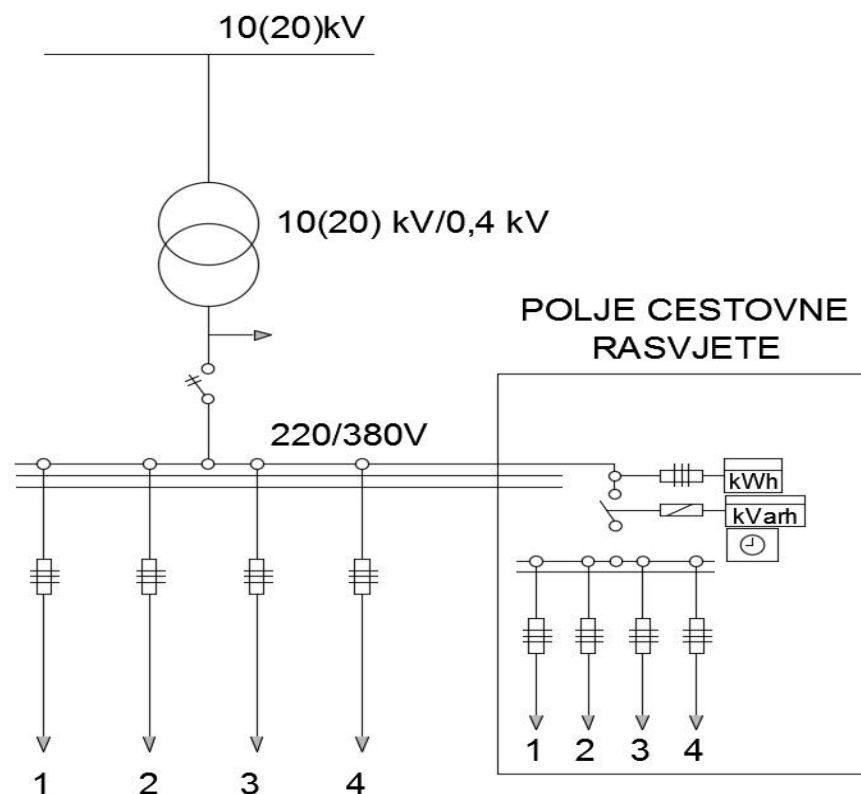 10(20)kV
10(20) kV/0,4 kV
POLJE CESTOVNE
RASVJETE
220/380V
kWh
kVarh
1 2 3 4
1 2 3 4